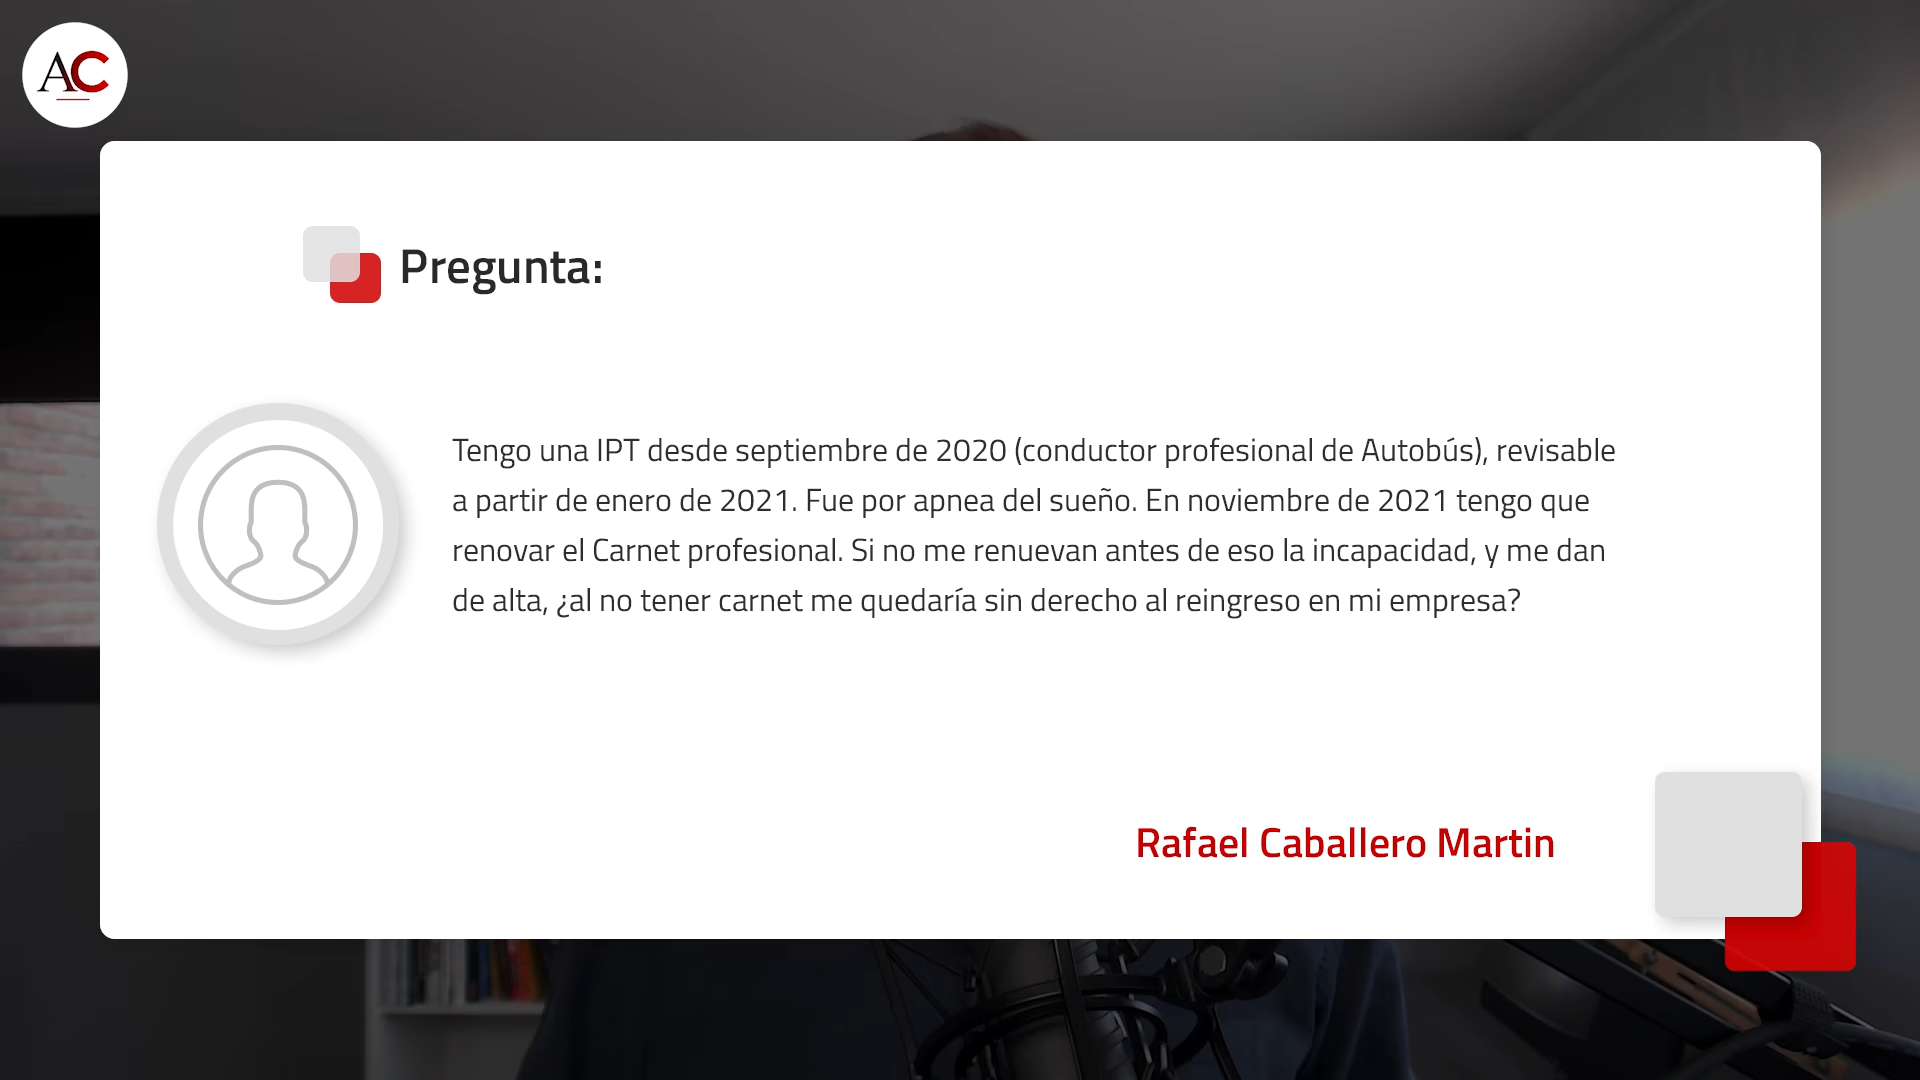 AC
Pregunta:
Tengo una IPT desde septiembre de 2020 (conductor profesional de Autobús), revisable
a partir de enero de 2021. Fue por apnea del sueño. En noviembre de 2021 tengo que
renovar el Carnet profesional. Si no me renuevan antes de eso la incapacidad, y me dan
de alta, ¿al no tener carnet me quedaría sin derecho al reingreso en mi empresa?
Rafael Caballero Martin